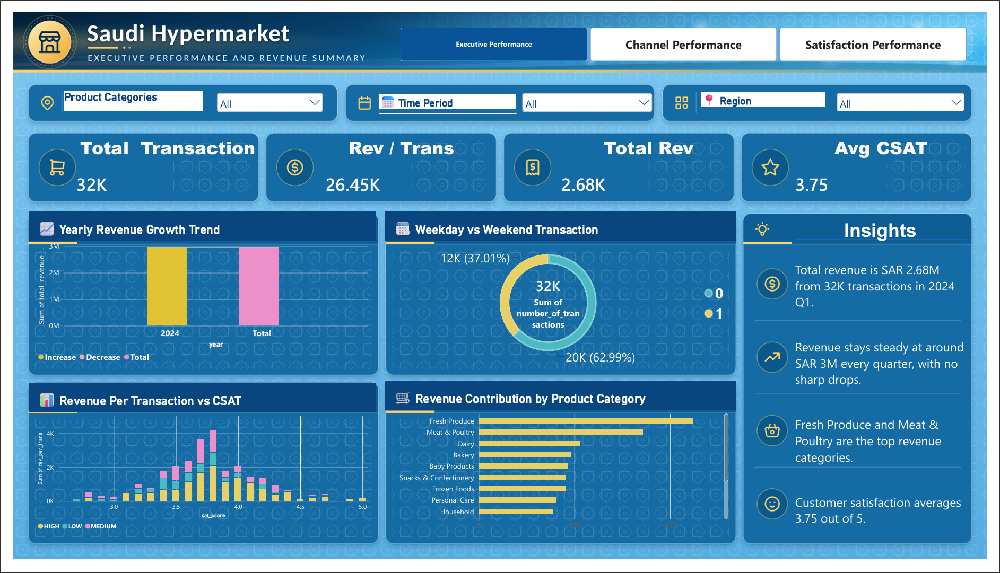 Saudi Hypermarket
EXECUTIVE PERFORMANCE AND REVENUE SUMMARY
Executive Performance
Channel Performance
Satisfaction Performance
Product Categories
All
Time Period
All
Region
All
Total Transaction
32K
Rev / Trans
26.45K
Total Rev
2.68K
Avg CSAT
3.75
Yearly Revenue Growth Trend
Sum of total_revenue_...
3M
2M
1M
0M
2024
Total
year
Increase
Decrease
Total
Weekday vs Weekend Transaction
12K (37.01%)
32K
Sum of
number_of_tran
sactions
20K (62.99%)
0
1
Revenue Per Transaction vs CSAT
Sum of rev_per_trans
4K
2K
0K
3.0
3.5
4.0
4.5
5.0
sat_score
HIGH
LOW
MEDIUM
Revenue Contribution by Product Category
Fresh Produce
Meat & Poultry
Dairy
Bakery
Baby Products
Snacks & Confectionery
Frozen Foods
Personal Care
Household
Insights
Total revenue is SAR 2.68M
from 32K transactions in 2024
Q1.
Revenue stays steady at around
SAR 3M every quarter, with no
sharp drops.
Fresh Produce and Meat &
Poultry are the top revenue
categories.
Customer satisfaction averages
3.75 out of 5.